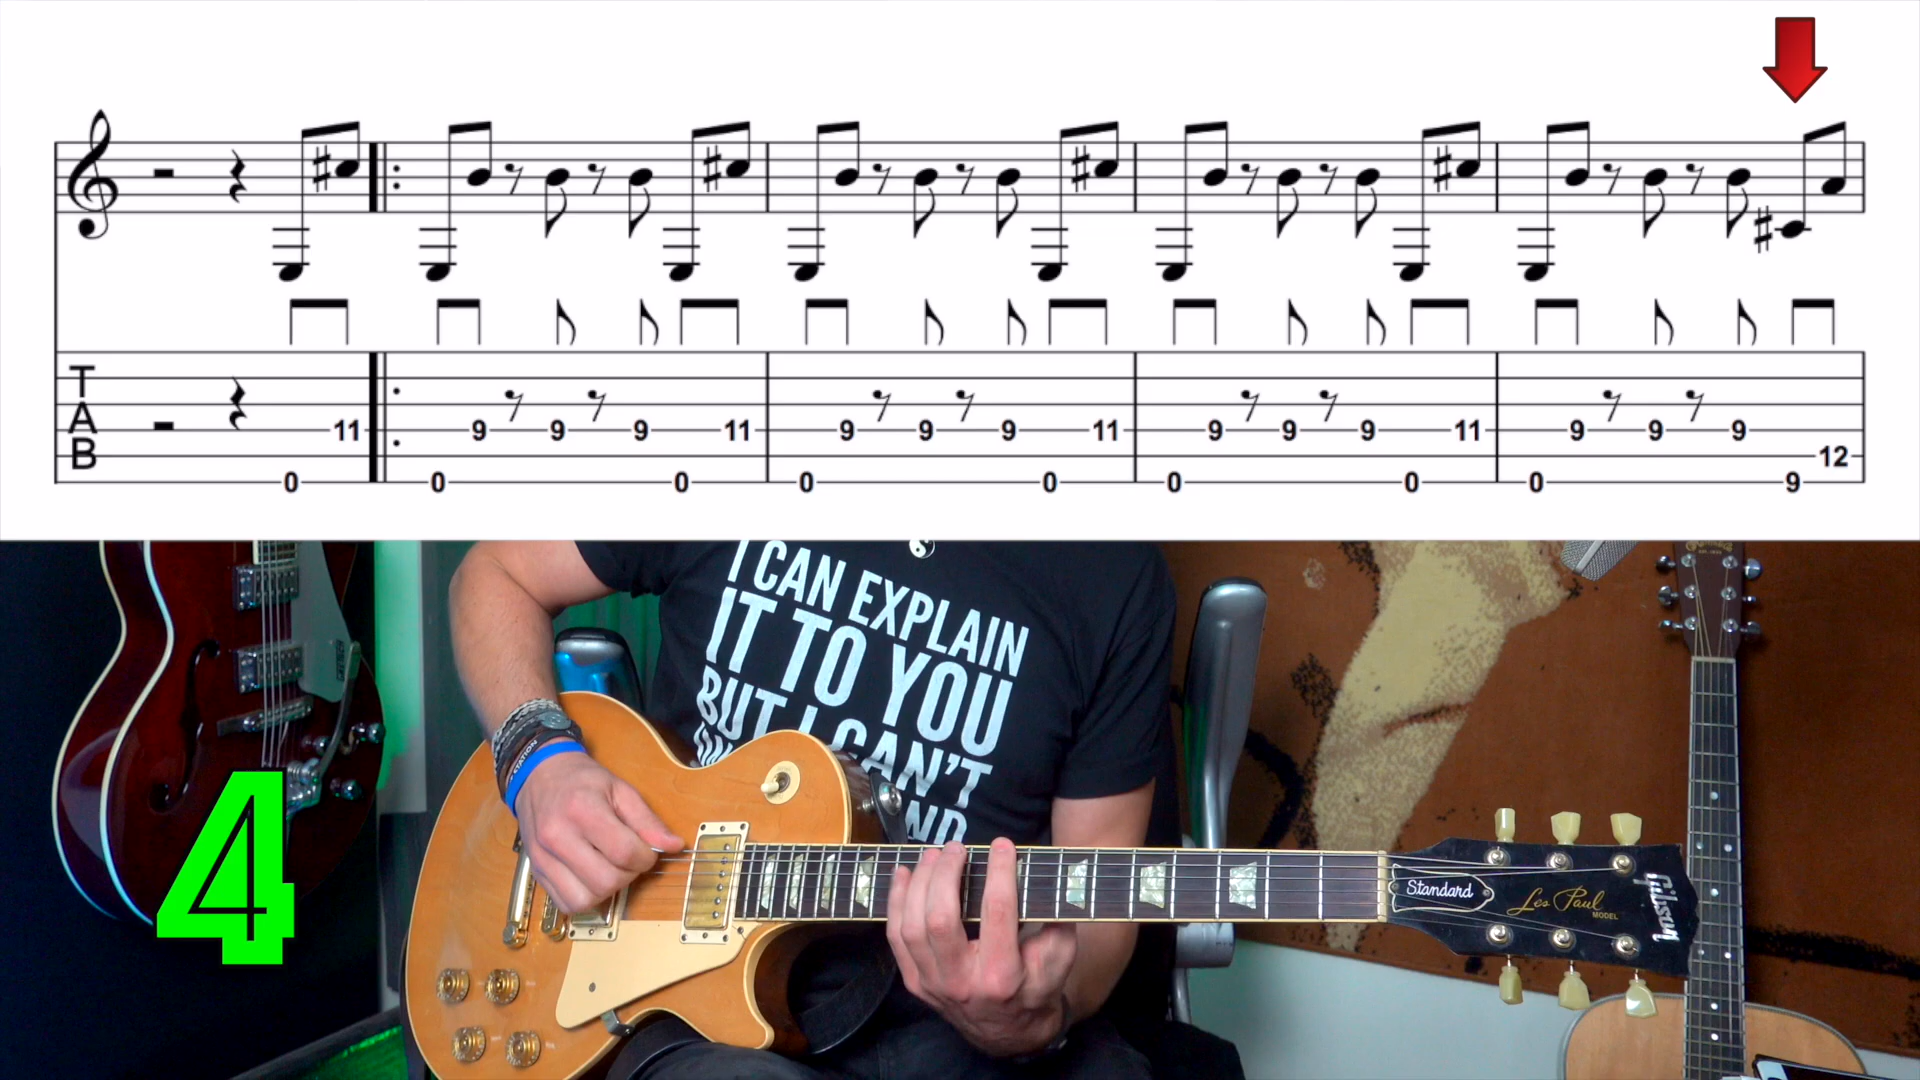 T
A
B
11 9 9 9 11 9 9 9 11 9 9 9 11 9 9 9 12
0 0 0 0 0 0 0 0 9
I CAN EXPLAIN
IT TO YOU
BUT I CAN'T
4
STATION
Standard
Les Paul
MODEL
Gibson